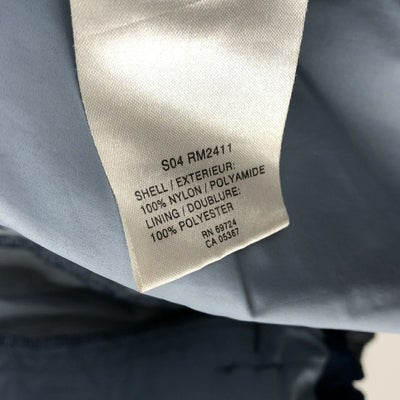 S04 RM2411
SHELL / EXTERIEUR:
100% NYLON / POLYAMIDE
LINING / DOUBLURE:
100% POLYESTER
RN 69724
CA 05367